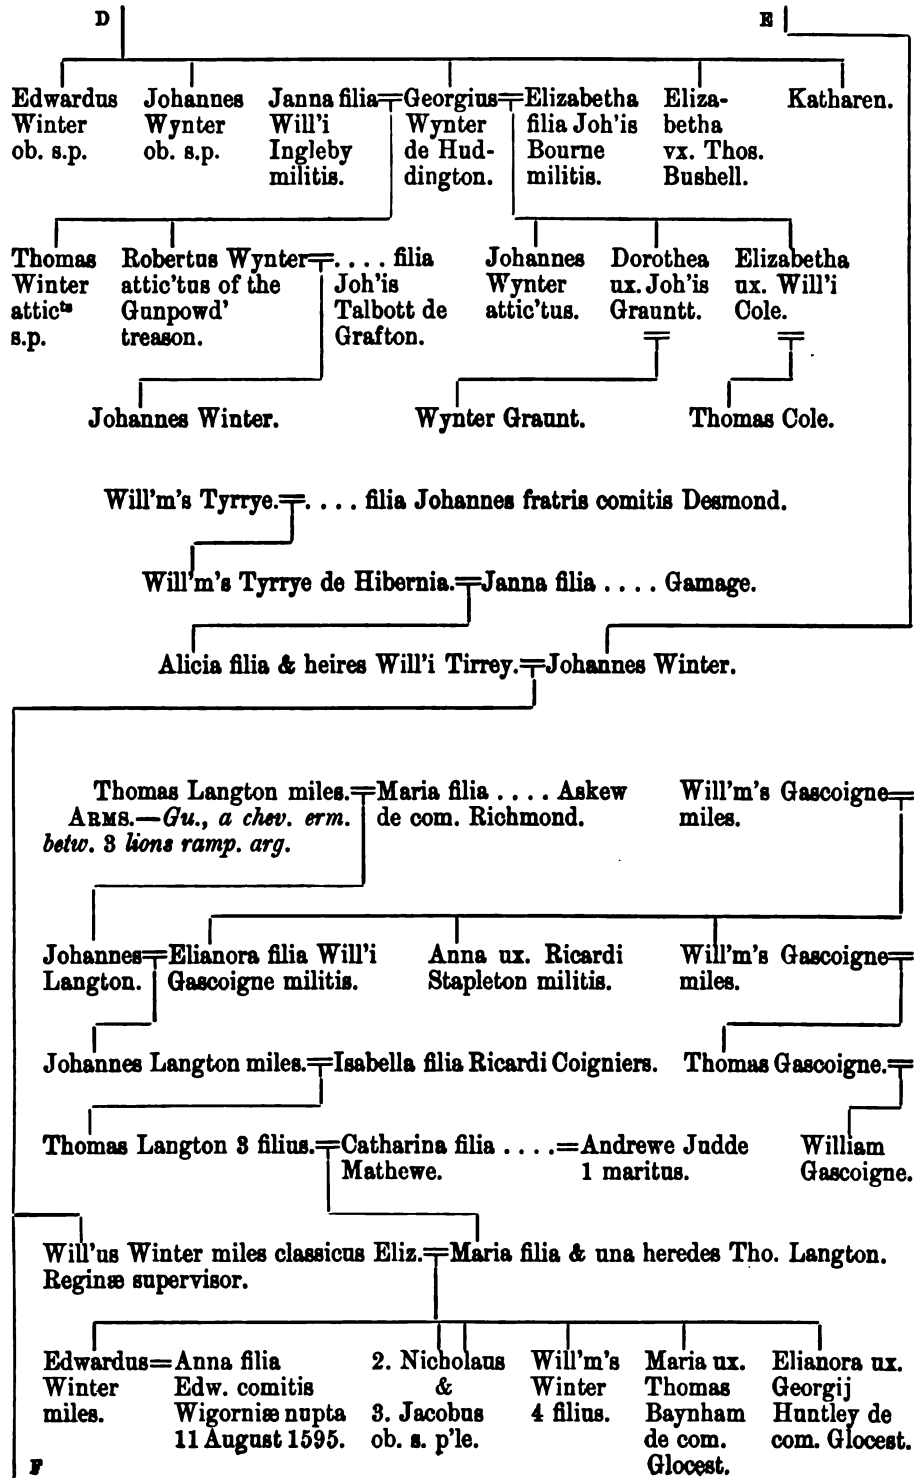 D
E
Edwardus Winter ob. s.p.
Johannes Wynter ob. s.p.
Janna filia Will'i Ingleby militis.
Georgius Wynter de Huddington.
Elizabetha filia Joh'is Bourne militis.
Elizabetha vx. Thos. Bushell.
Katharen.
Thomas Winter attic^ts s.p.
Robertus Wynter attic'tus of the Gunpowd' treason.
.... filia Joh'is Talbott de Grafton.
Johannes Wynter attic'tus.
Dorothea ux. Joh'is Grauntt.
Elizabetha ux. Will'i Cole.
Johannes Winter.
Wynter Graunt.
Thomas Cole.
Will'm's Tyrrye.
.... filia Johannes fratris comitis Desmond.
Will'm's Tyrrye de Hibernia.
Janna filia .... Gamage.
Alicia filia & heires Will'i Tirrey.
Johannes Winter.
Thomas Langton miles.
ARMS.—Gu., a chev. erm.
betw. 3 lions ramp. arg.
Maria filia .... Askew
de com. Richmond.
Will'm's Gascoigne
miles.
Johannes Langton.
Elianora filia Will'i
Gascoigne militis.
Anna ux. Ricardi
Stapleton militis.
Will'm's Gascoigne
miles.
Johannes Langton miles.
Isabella filia Ricardi Coigniers.
Thomas Gascoigne.
Thomas Langton 3 filius.
Catharina filia ....
Mathewe.
Andrewe Judde
1 maritus.
William
Gascoigne.
Will'us Winter miles classicus Eliz.
Reginæ supervisor.
Maria filia & una heredes Tho. Langton.
Edwardus
Winter
miles.
Anna filia
Edw. comitis
Wigorniæ nupta
11 August 1595.
2. Nicholaus
&
3. Jacobus
ob. s. p'le.
Will'm's
Winter
4 filius.
Maria ux.
Thomas
Baynham
de com.
Glocest.
Elianora ux.
Georgij
Huntley de
com. Glocest.
F